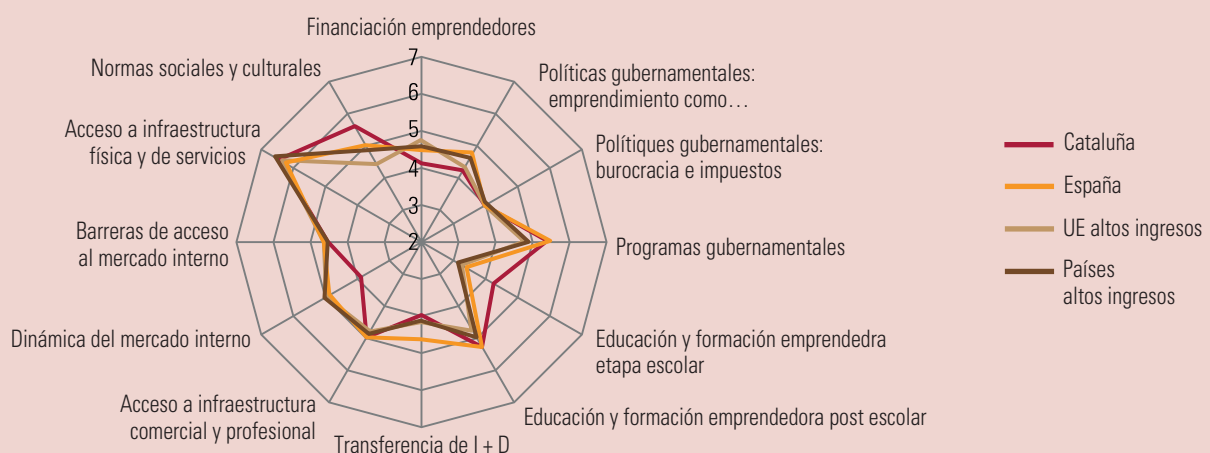 Financiación emprendedores
Normas sociales y culturales
Políticas gubernamentales:
emprendimiento como…
Acceso a infraestructura
física y de servicios
Polítiques gubernamentales:
burocracia e impuestos
Barreras de acceso
al mercado interno
Programas gubernamentales
Dinámica del mercado interno
Educación y formación emprendedra
etapa escolar
Acceso a infraestructura
comercial y profesional
Educación y formación emprendedora post escolar
Transferencia de I + D
7
6
5
4
3
2
Cataluña
España
UE altos ingresos
Países
altos ingresos